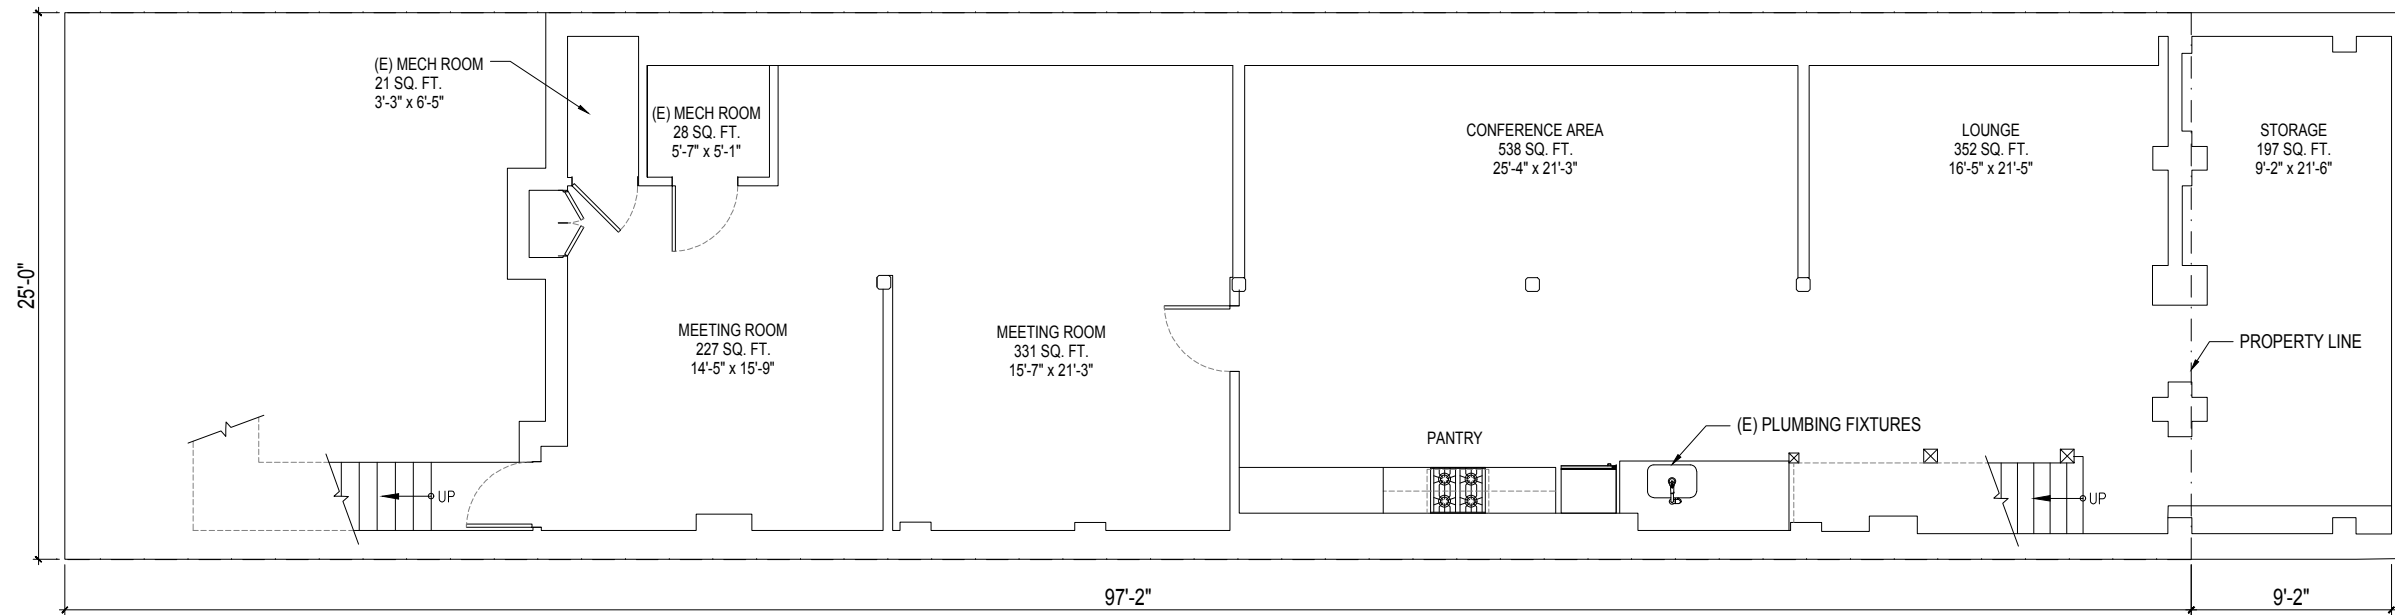 (E) MECH ROOM
21 SQ. FT.
3'-3" x 6'-5"
(E) MECH ROOM
28 SQ. FT.
5'-7" x 5'-1"
CONFERENCE AREA
538 SQ. FT.
25'-4" x 21'-3"
LOUNGE
352 SQ. FT.
16'-5" x 21'-5"
STORAGE
197 SQ. FT.
9'-2" x 21'-6"
25'-0"
MEETING ROOM
227 SQ. FT.
14'-5" x 15'-9"
MEETING ROOM
331 SQ. FT.
15'-7" x 21'-3"
PROPERTY LINE
PANTRY
(E) PLUMBING FIXTURES
UP
UP
97'-2"
9'-2"